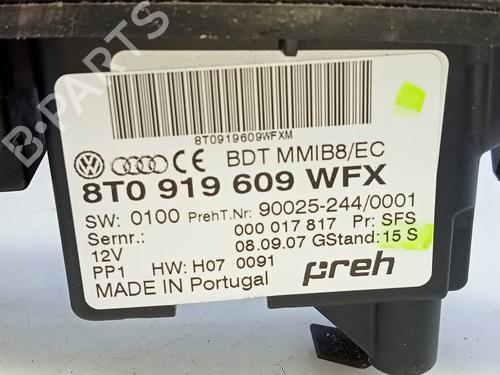 B-PARTS
8T0919609WFXM
CE BDT MMIB8/EC
8T0 919 609 WFX
SW: 0100 PrehT.Nr: 90025-244/0001
Sernr.: 000 017 817 Pr: SFS
12V 08.09.07 GStand: 15 S
PP1 HW: H07 0091
MADE IN Portugal preh